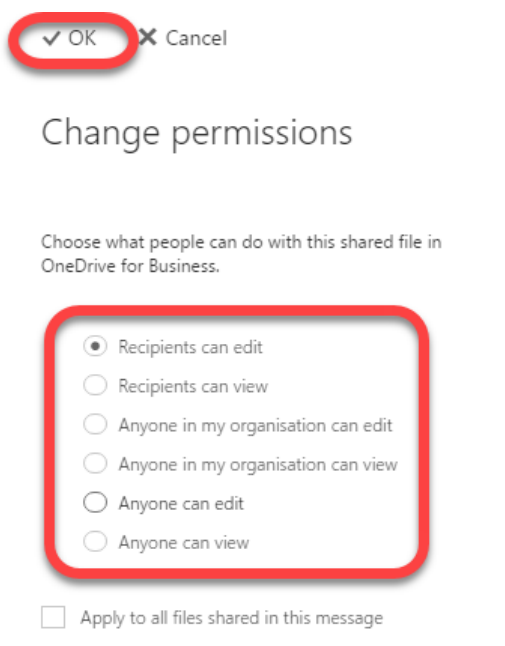 OK Cancel
Change permissions
Choose what people can do with this shared file in
OneDrive for Business.
Recipients can edit
Recipients can view
Anyone in my organisation can edit
Anyone in my organisation can view
Anyone can edit
Anyone can view
Apply to all files shared in this message